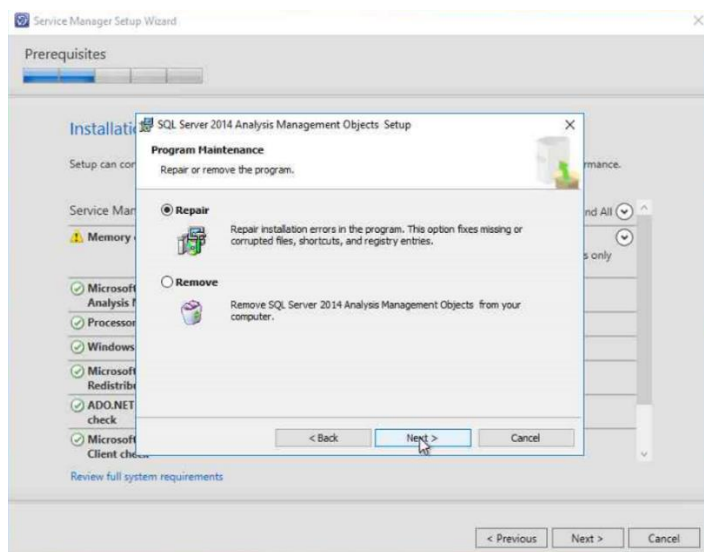 Service Manager Setup Wizard
Prerequisites
Installati
SQL Server 2014 Analysis Management Objects Setup
Setup can cor
Program Maintenance
Repair or remove the program.
rmance.
Service Man
nd All
Repair
Repair installation errors in the program. This option fixes missing or
corrupted files, shortcuts, and registry entries.
Memory
s only
Remove
Remove SQL Server 2014 Analysis Management Objects from your
computer.
Microsoft
Analysis
Processor
Windows
Microsoft
Redistrib
ADO.NET
check
Microsoft
Client che
< Back
Next >
Cancel
Review full system requirements
< Previous
Next >
Cancel